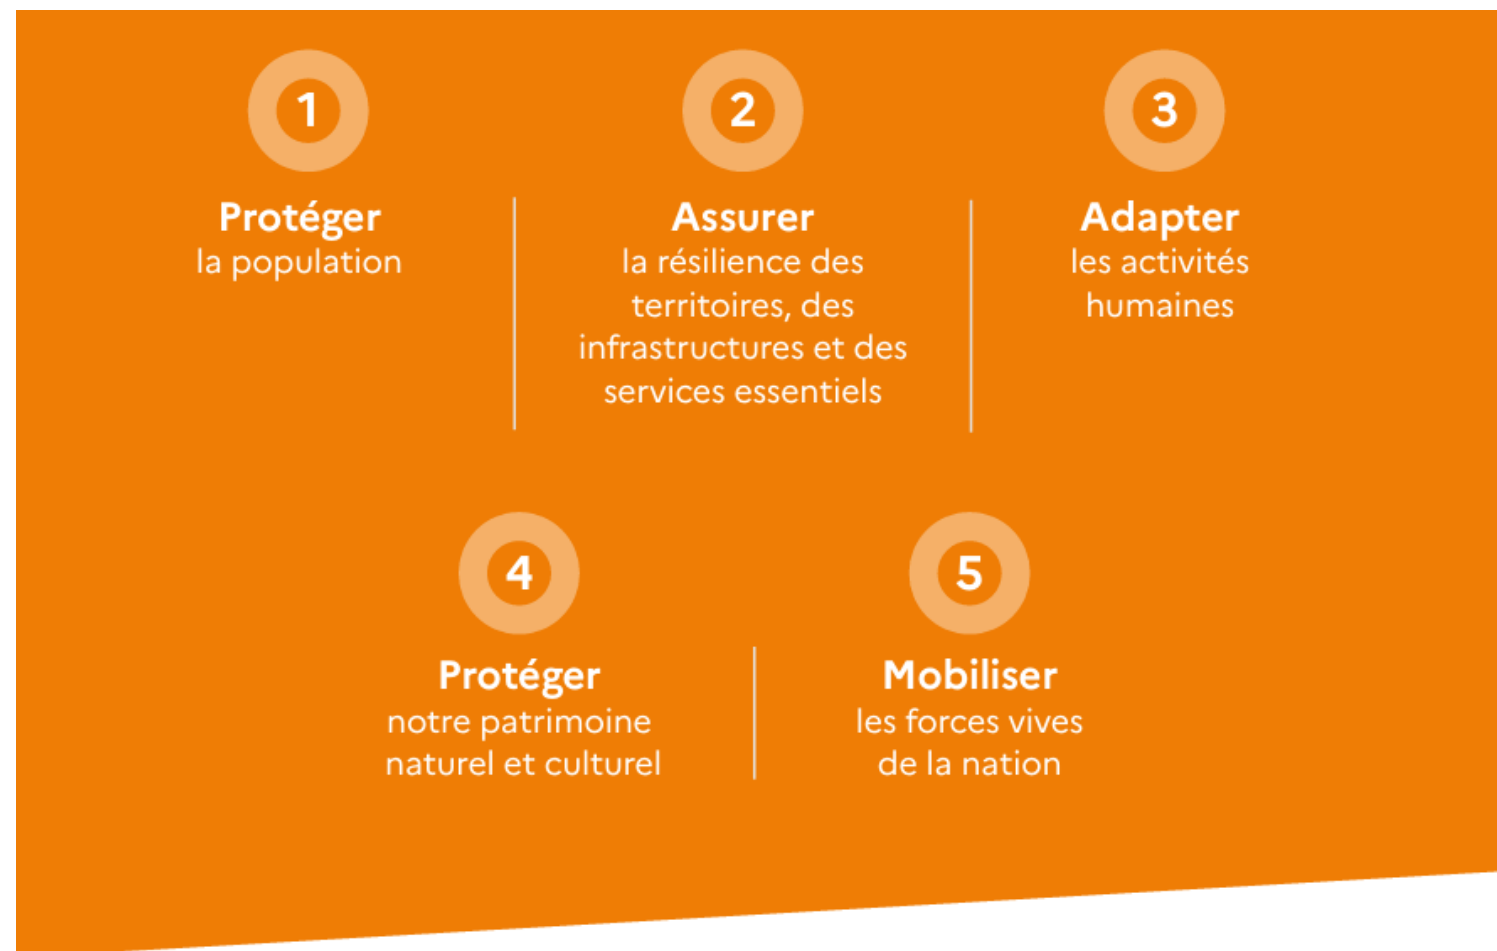 1
Protéger
la population
2
Assurer
la résilience des
territoires, des
infrastructures et des
services essentiels
3
Adapter
les activités
humaines
4
Protéger
notre patrimoine
naturel et culturel
5
Mobiliser
les forces vives
de la nation